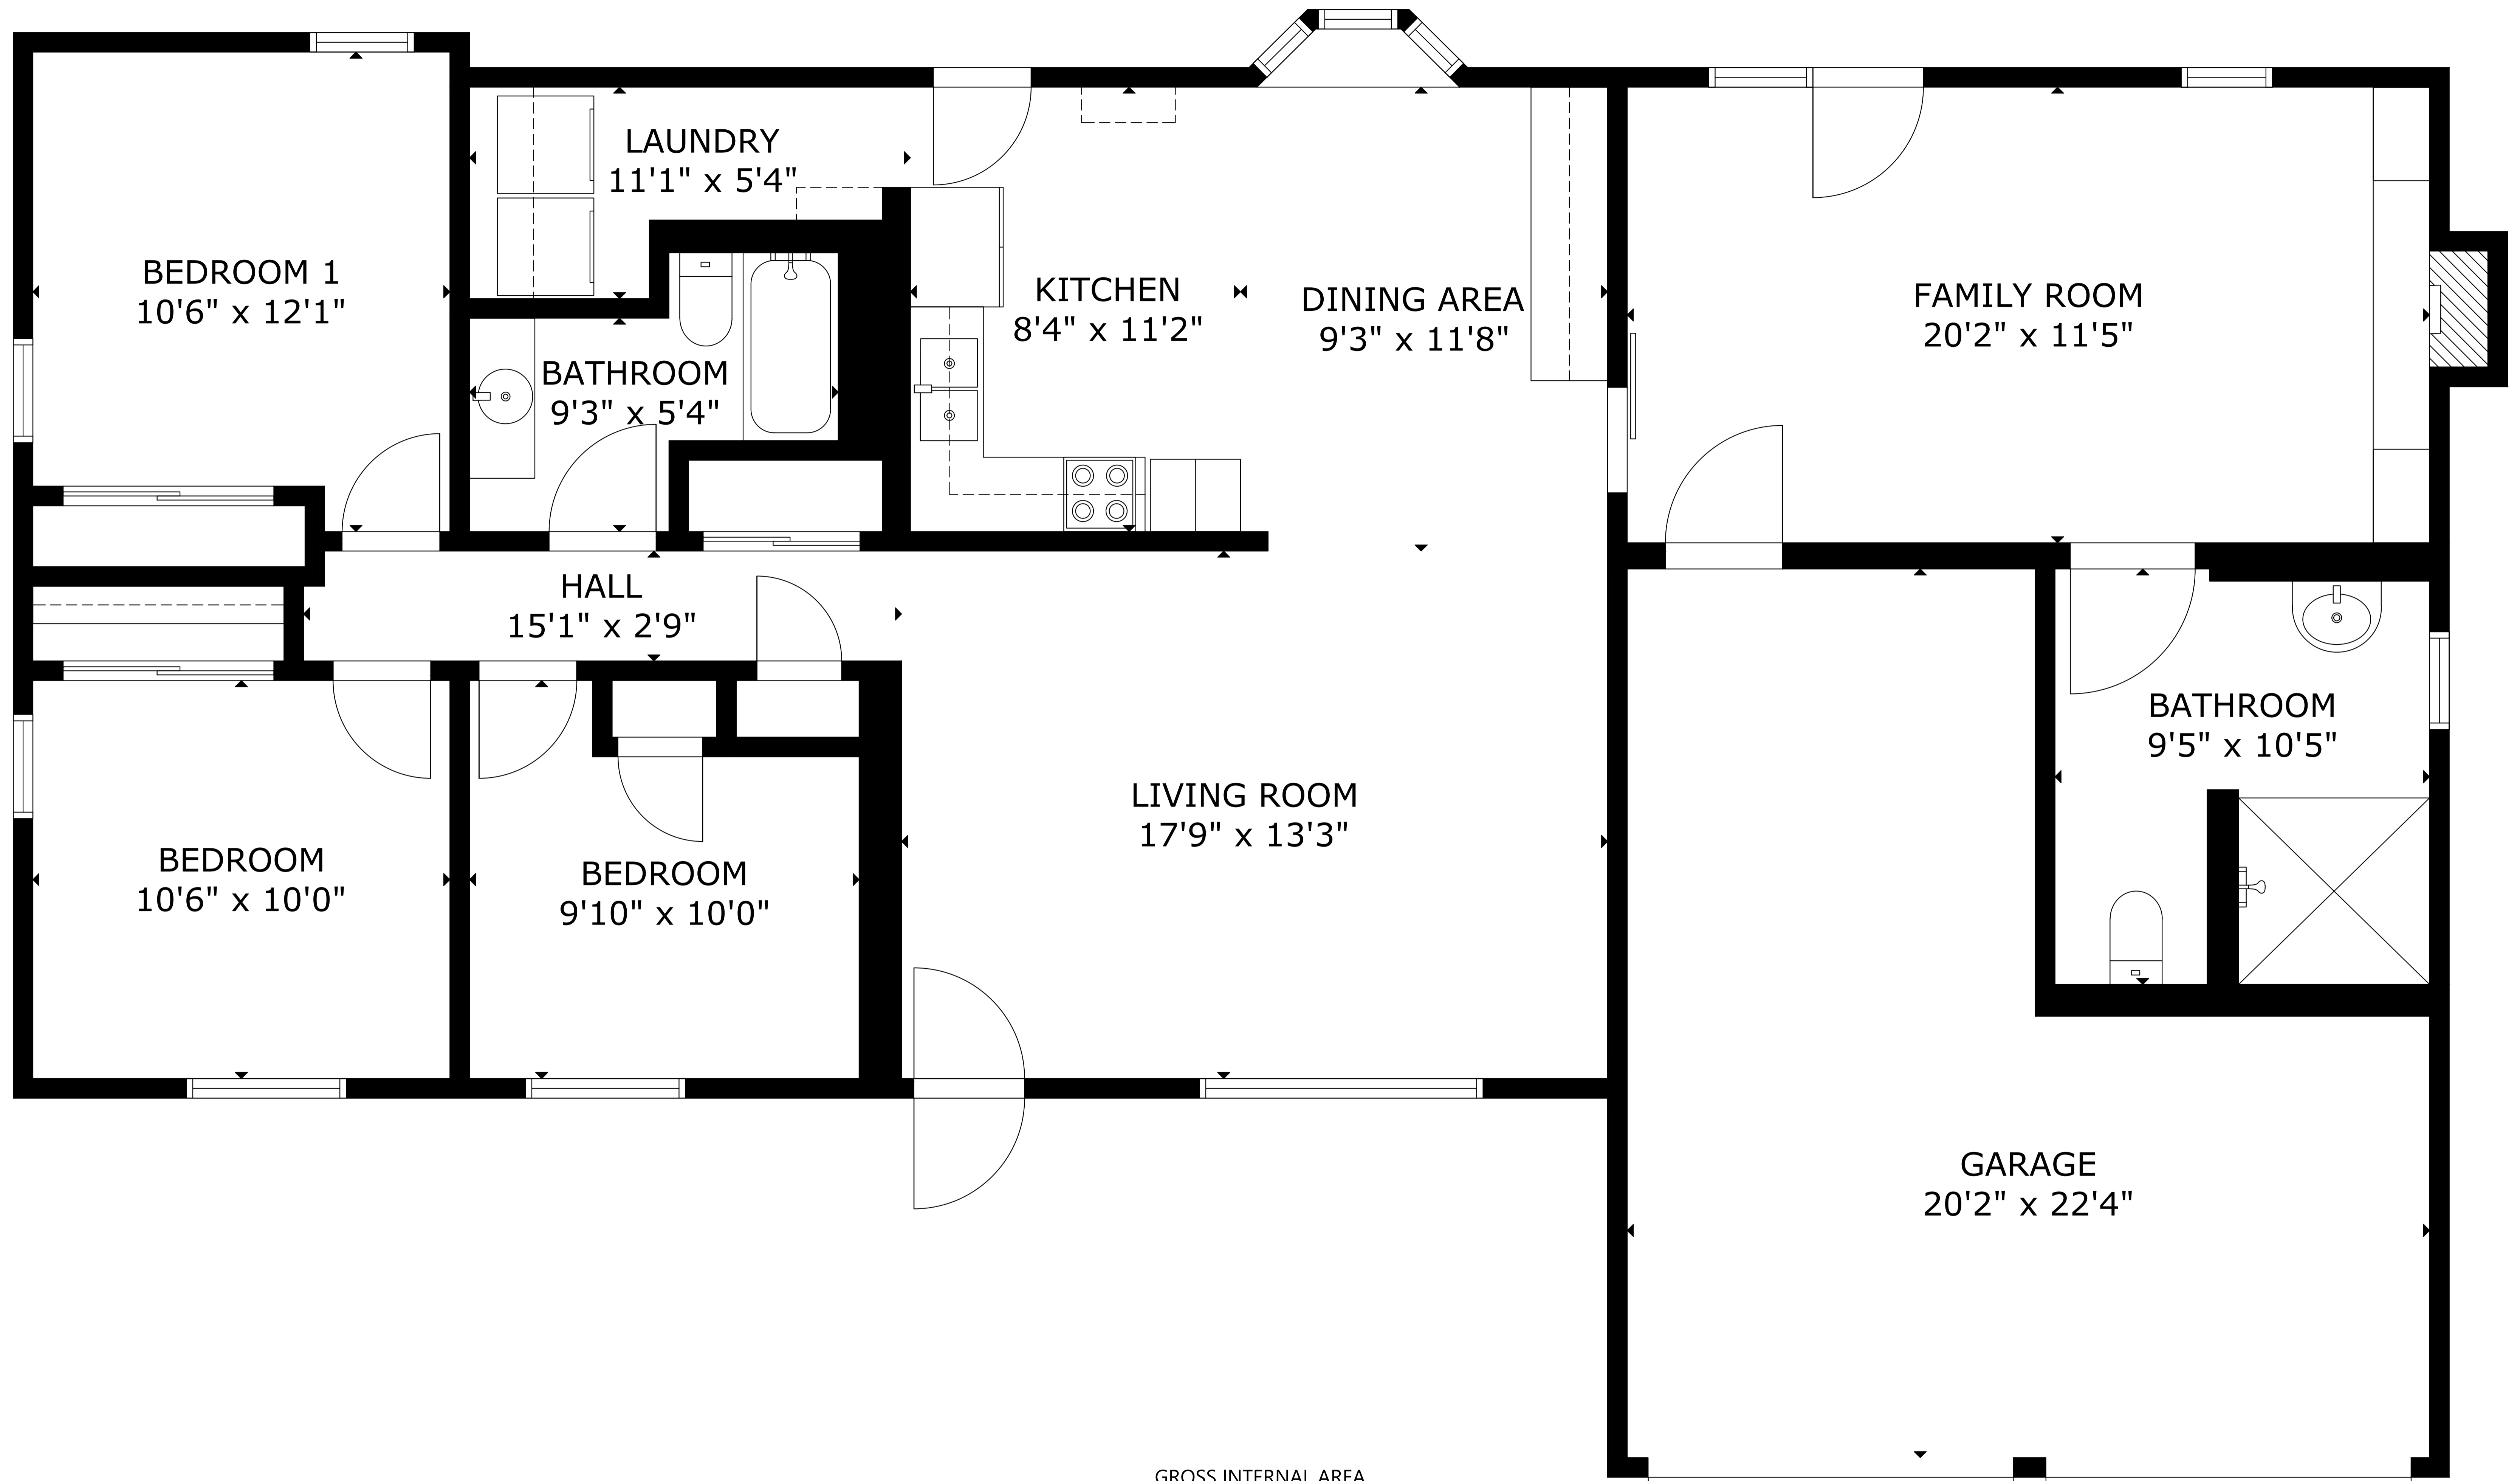 LAUNDRY
11'1" x 5'4"
BEDROOM 1
10'6" x 12'1"
KITCHEN
8'4" x 11'2"
DINING AREA
9'3" x 11'8"
FAMILY ROOM
20'2" x 11'5"
BATHROOM
9'3" x 5'4"
HALL
15'1" x 2'9"
BATHROOM
9'5" x 10'5"
LIVING ROOM
17'9" x 13'3"
BEDROOM
10'6" x 10'0"
BEDROOM
9'10" x 10'0"
GARAGE
20'2" x 22'4"
GROSS INTERNAL AREA